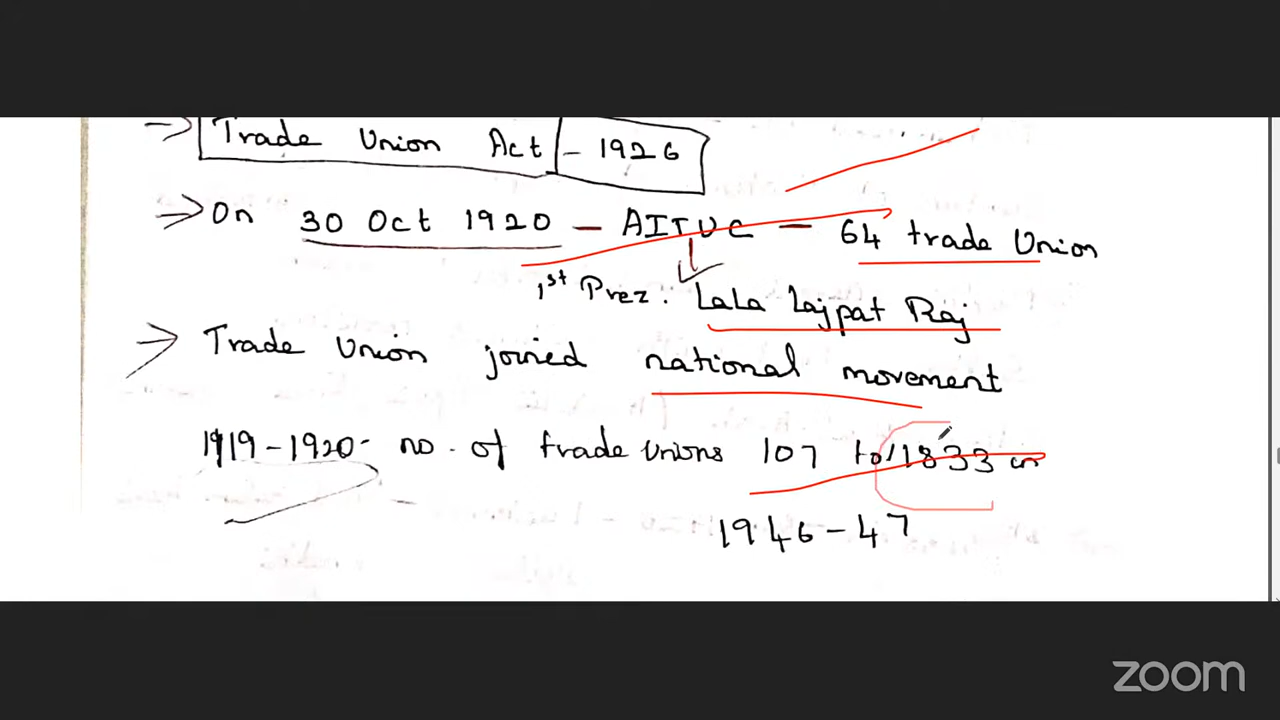 → Trade Union Act - 1926
→ On 30 Oct 1920 - AITUC - 64 trade Union
1st Prez. Lala Lajpat Raj
→ Trade Union joined national movement
1919-1920 - no. of trade unions 107 to 1833 in
1946-47
zoom